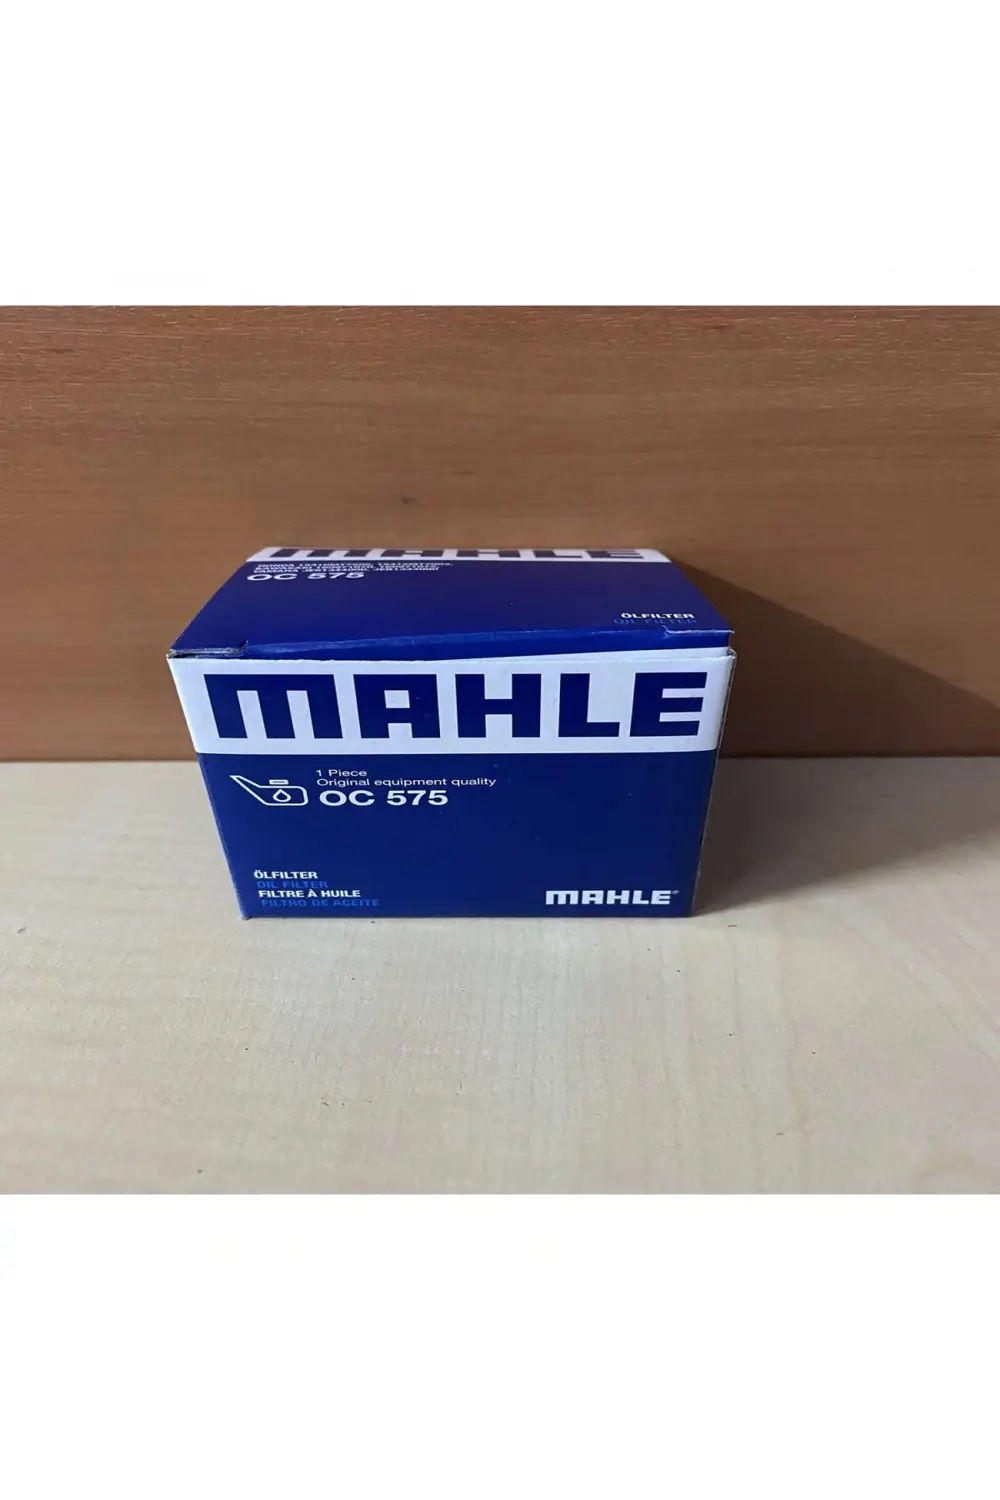 MAHLE
OC 575
ÖLFILTER
OIL FILTER
MAHLE
1 Piece
Original equipment quality
OC 575
ÖLFILTER
OIL FILTER
FILTRE À HUILE
FILTRO DE ACEITE
MAHLE